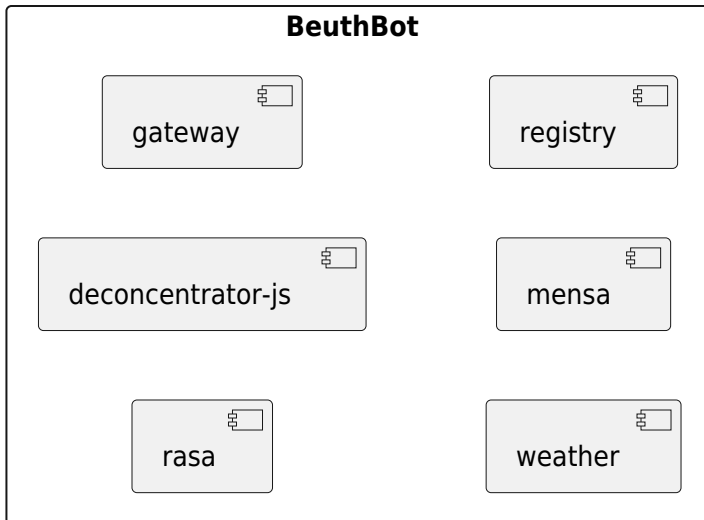 BeuthBot
gateway
registry
deconcentrator-js
mensa
rasa
weather